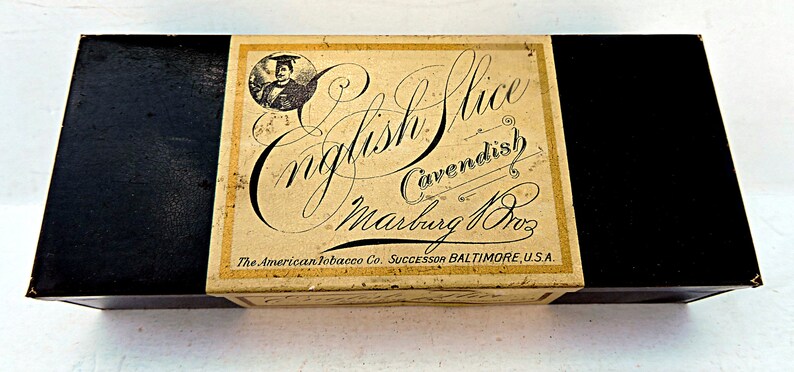 English Slice
Cavendish
Marburg Bros
The American Tobacco Co. Successor BALTIMORE, U.S.A.